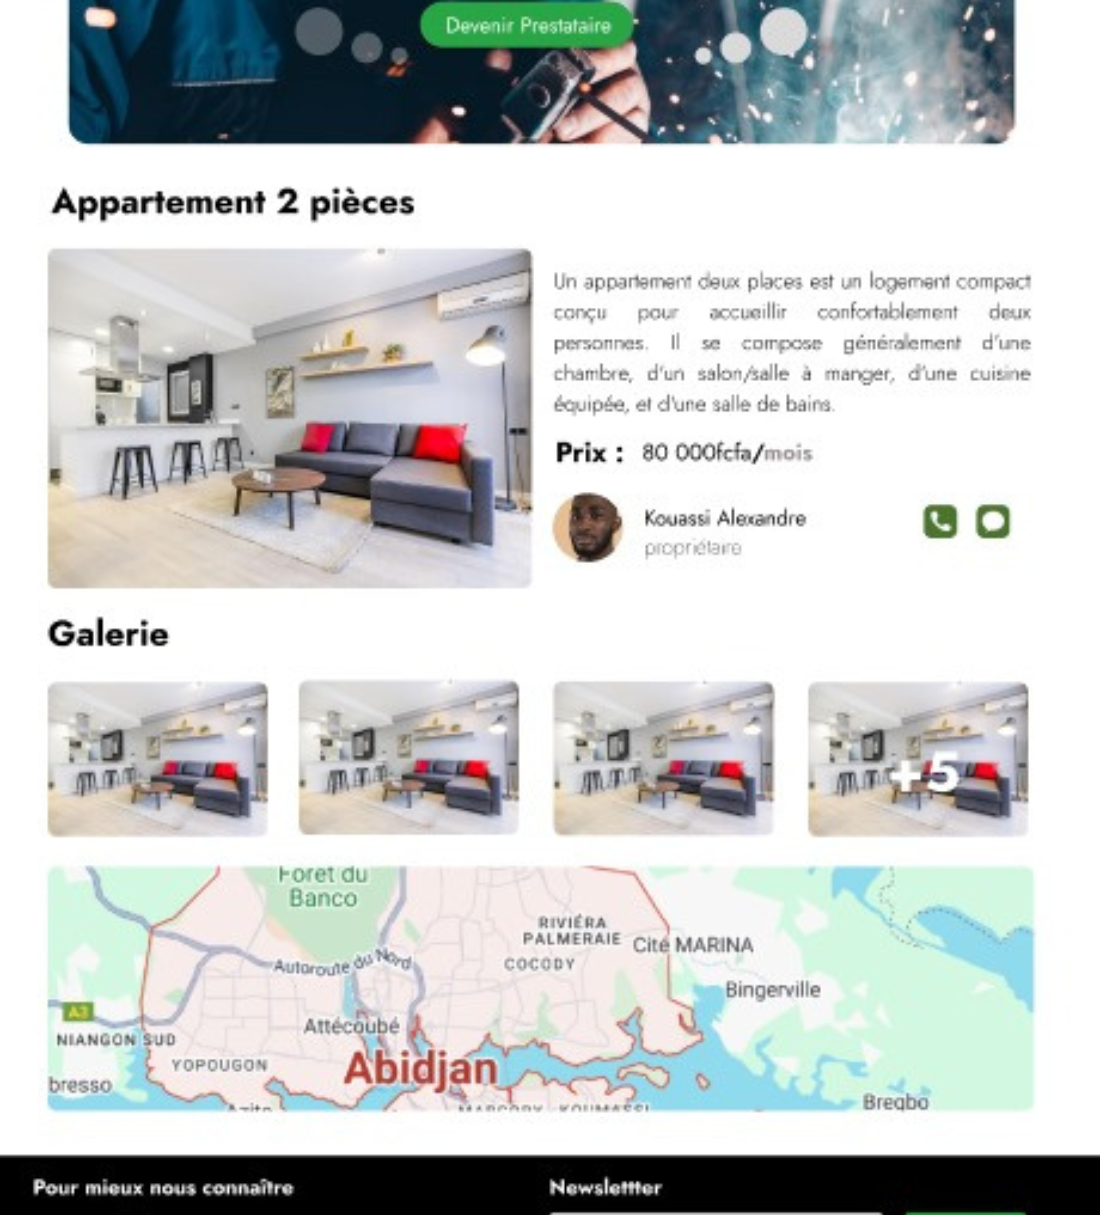 Devenir Prestataire
Appartement 2 pièces
Un appartement deux places est un logement compact
conçu pour accueillir confortablement deux
personnes. Il se compose généralement d'une
chambre, d'un salon/salle à manger, d'une cuisine
équipée, et d'une salle de bains.
Prix : 80 000fcfa/mois
Kouassi Alexandre
propriétaire
Galerie
+5
Foret du
Banco
RIVIÉRA
PALMERAIE
Cité MARINA
Autoroute du Nord
COCODY
Bingerville
A3
Attécoubé
NIANGON SUD
YOPOUGON
Abidjan
bresso
Bregbo
Azito
MARCORY
KOUMASSI
Pour mieux nous connaître
Newslettter